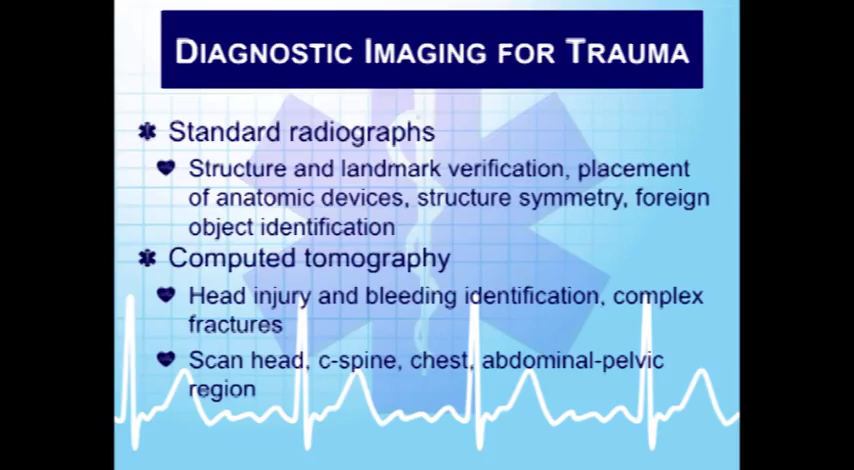 DIAGNOSTIC IMAGING FOR TRAUMA
Standard radiographs
Structure and landmark verification, placement
of anatomic devices, structure symmetry, foreign
object identification
Computed tomography
Head injury and bleeding identification, complex
fractures
Scan head, c-spine, chest, abdominal-pelvic
region